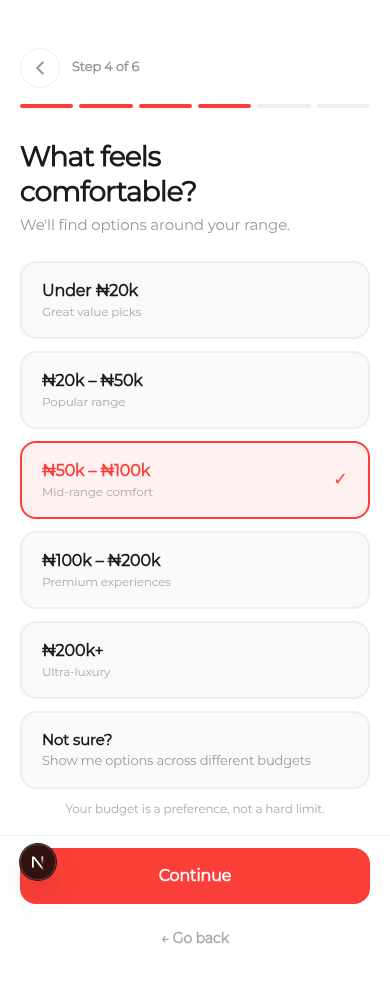 Step 4 of 6
What feels
comfortable?
We'll find options around your range.
Under ₦20k
Great value picks
₦20k – ₦50k
Popular range
₦50k – ₦100k
✓
Mid-range comfort
₦100k – ₦200k
Premium experiences
₦200k+
Ultra-luxury
Not sure?
Show me options across different budgets
Your budget is a preference, not a hard limit.
N
Continue
← Go back